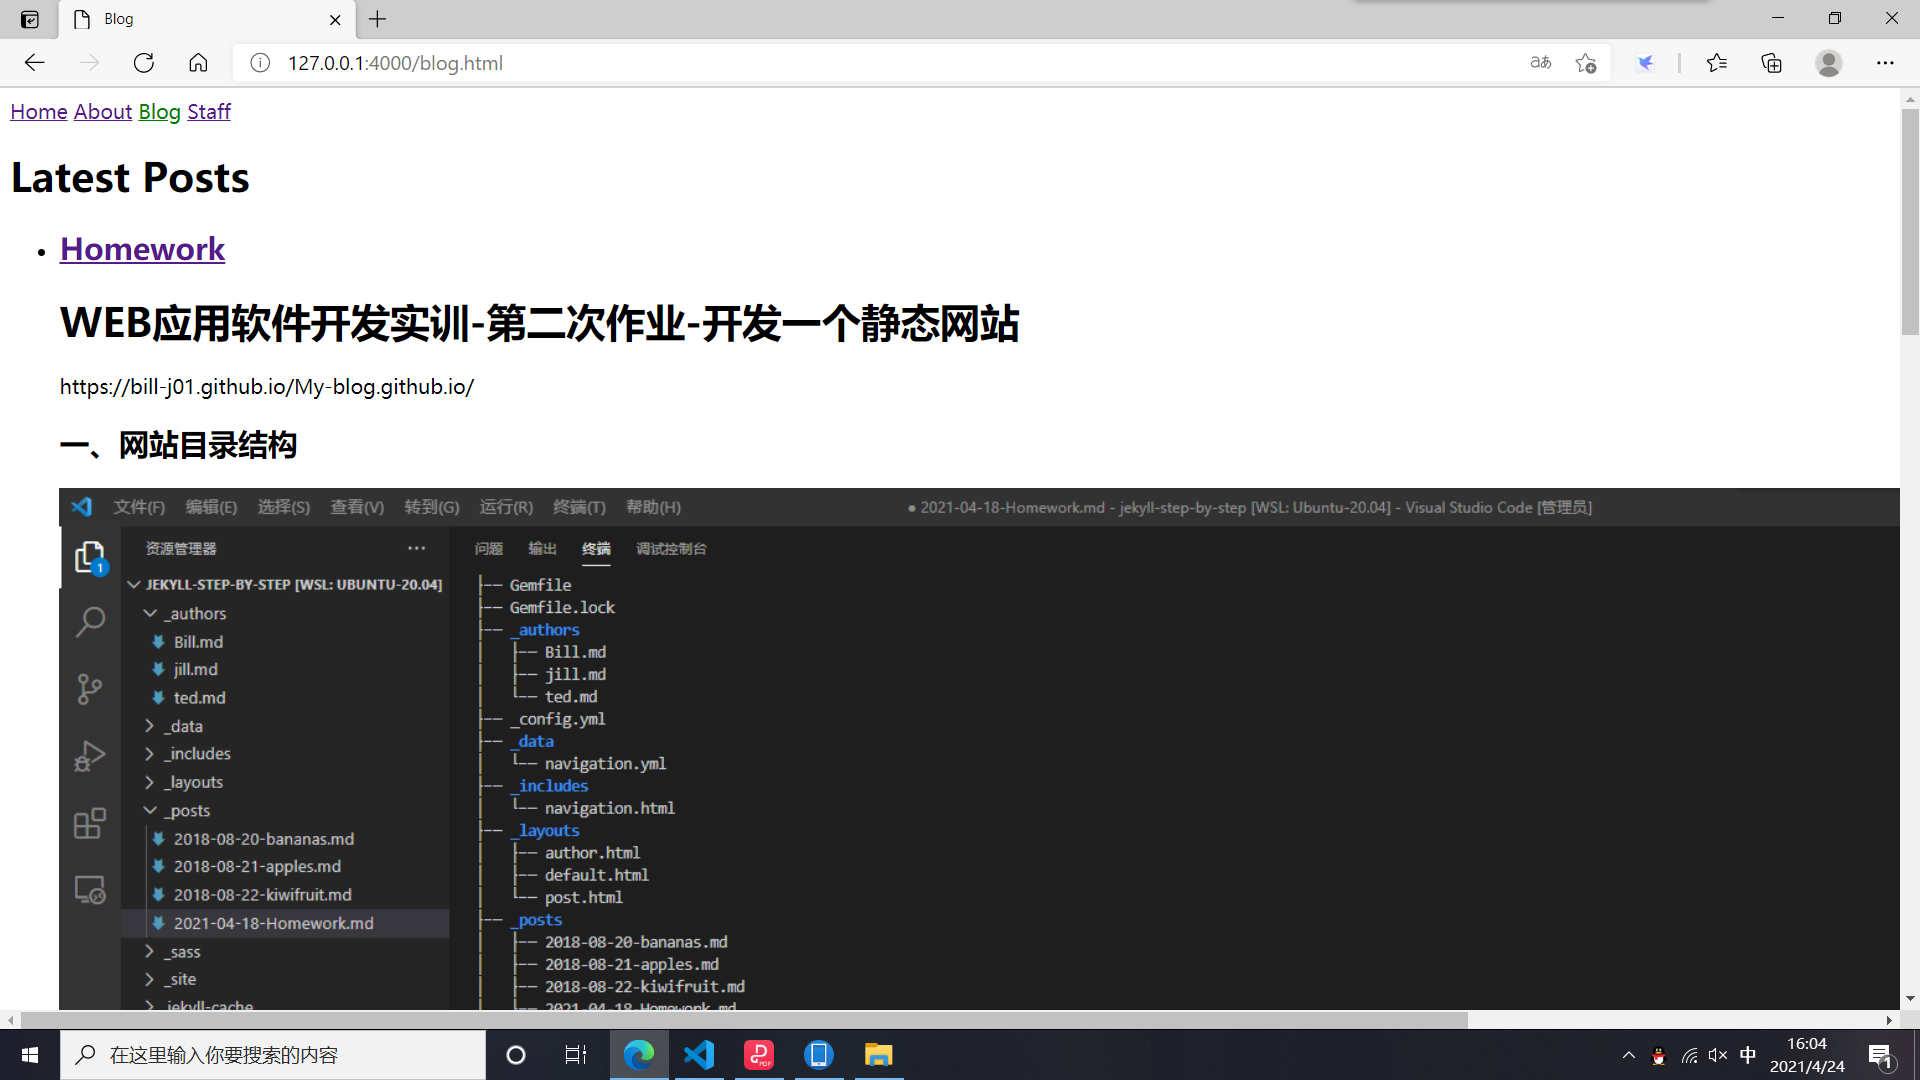 Blog
127.0.0.1:4000/blog.html
Home About Blog Staff
Latest Posts
Homework
WEB应用软件开发实训-第二次作业-开发一个静态网站
https://bill-j01.github.io/My-blog.github.io/
一、网站目录结构
文件(F) 编辑(E) 选择(S) 查看(V) 转到(G) 运行(R) 终端(T) 帮助(H)
● 2021-04-18-Homework.md - jekyll-step-by-step [WSL: Ubuntu-20.04] - Visual Studio Code [管理员]
资源管理器
1
JEKYLL-STEP-BY-STEP [WSL: UBUNTU-20.04]
_authors
Bill.md
jill.md
ted.md
_data
_includes
_layouts
_posts
2018-08-20-bananas.md
2018-08-21-apples.md
2018-08-22-kiwifruit.md
2021-04-18-Homework.md
_sass
_site
.jekyll-cache
问题 输出 终端 调试控制台
├── Gemfile
├── Gemfile.lock
├── _authors
│   ├── Bill.md
│   ├── jill.md
│   └── ted.md
├── _config.yml
├── _data
│   └── navigation.yml
├── _includes
│   └── navigation.html
├── _layouts
│   ├── author.html
│   ├── default.html
│   └── post.html
├── _posts
│   ├── 2018-08-20-bananas.md
│   ├── 2018-08-21-apples.md
│   ├── 2018-08-22-kiwifruit.md
│   └── 2021-04-18-Homework.md
在这里输入你要搜索的内容
中
16:04
2021/4/24
1